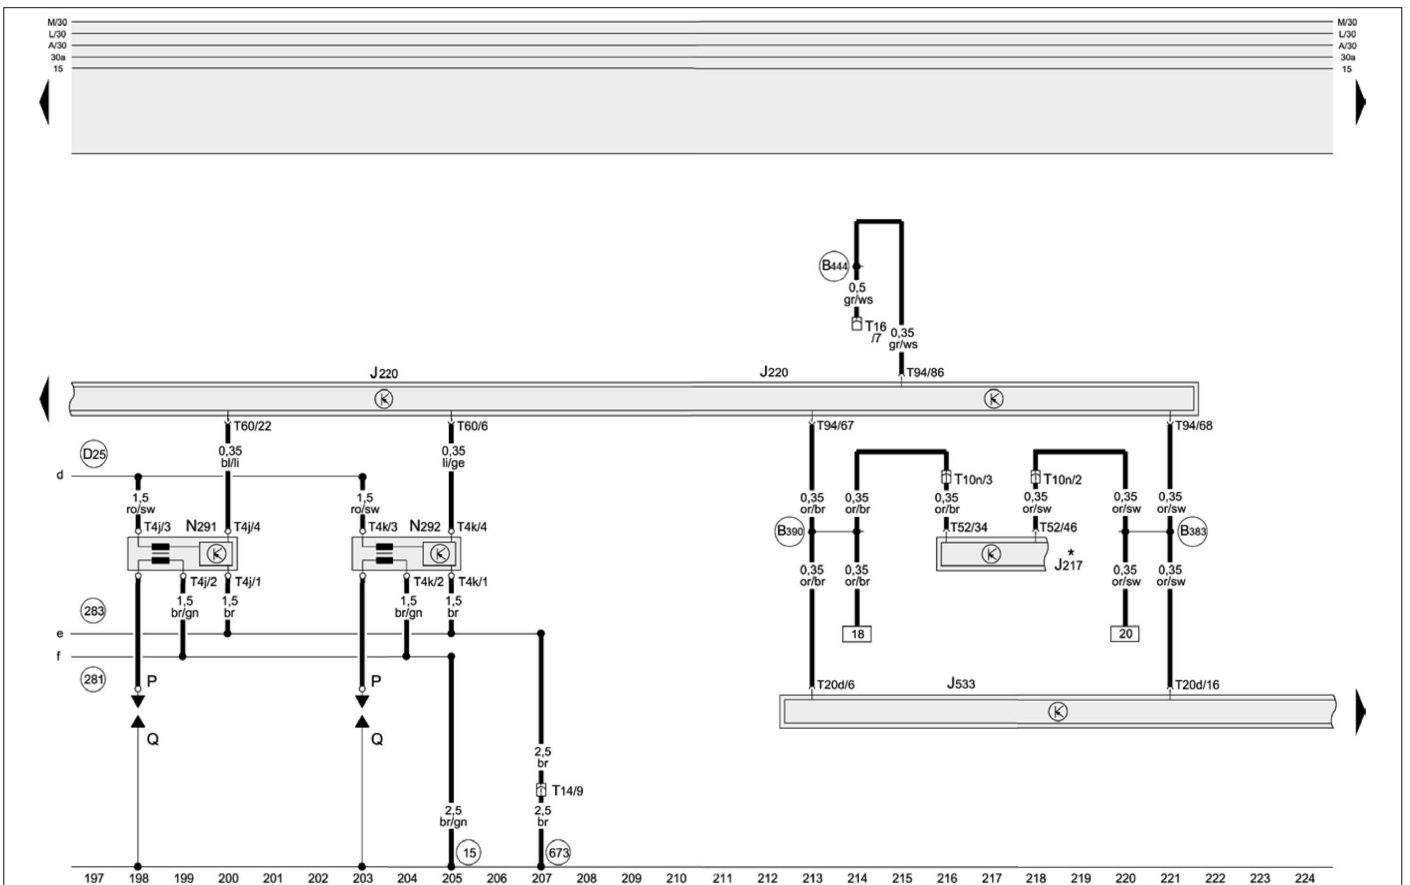 M/30 M/30
L/30 L/30
A/30 A/30
30a 30a
15 15
B444
0,5
gr/ws
T16
/7
0,35
gr/ws
J220 J220 T94/86
T60/22 T60/6 T94/67 T94/68
D25
0,35 0,35
bl/li li/ge
d
T10n/3 T10n/2
1,5 1,5 0,35 0,35 0,35 0,35 0,35 0,35
ro/sw ro/sw or/br or/br or/br or/sw or/sw or/sw
T4j/3 N291 T4j/4 T4k/3 N292 T4k/4 T52/34 T52/46
B390 B383
J217 *
0,35 0,35 0,35 0,35
or/br or/br or/sw or/sw
T4j/2 T4j/1 T4k/2 T4k/1
1,5 1,5 1,5 1,5
br/gn br br/gn br
283
e
18 20
f
281 P P
T20d/6 J533 T20d/16
Q Q
2,5
br
T14/9
2,5 2,5
br/gn br
15 673
197 198 199 200 201 202 203 204 205 206 207 208 209 210 211 212 213 214 215 216 217 218 219 220 221 222 223 224